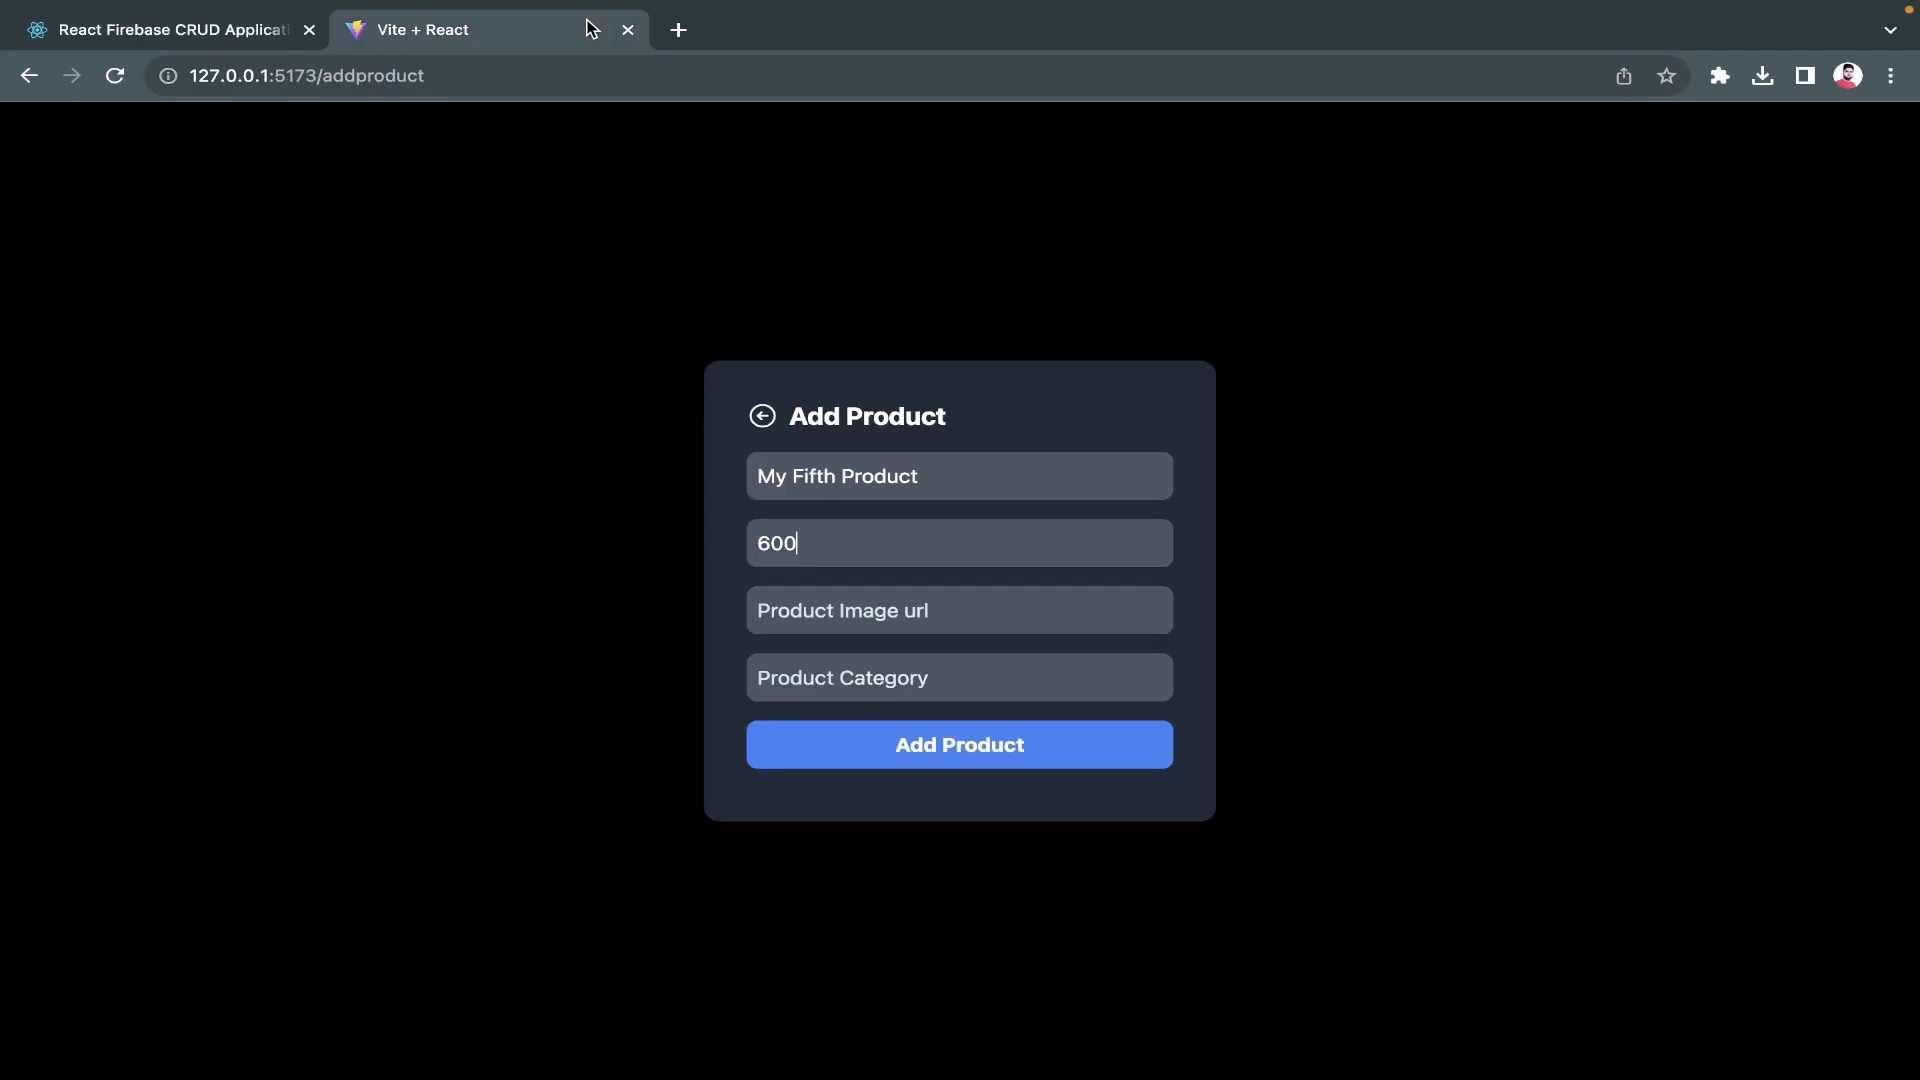 React Firebase CRUD Applicati
Vite + React
127.0.0.1:5173/addproduct
Add Product
My Fifth Product
600
Product Image url
Product Category
Add Product